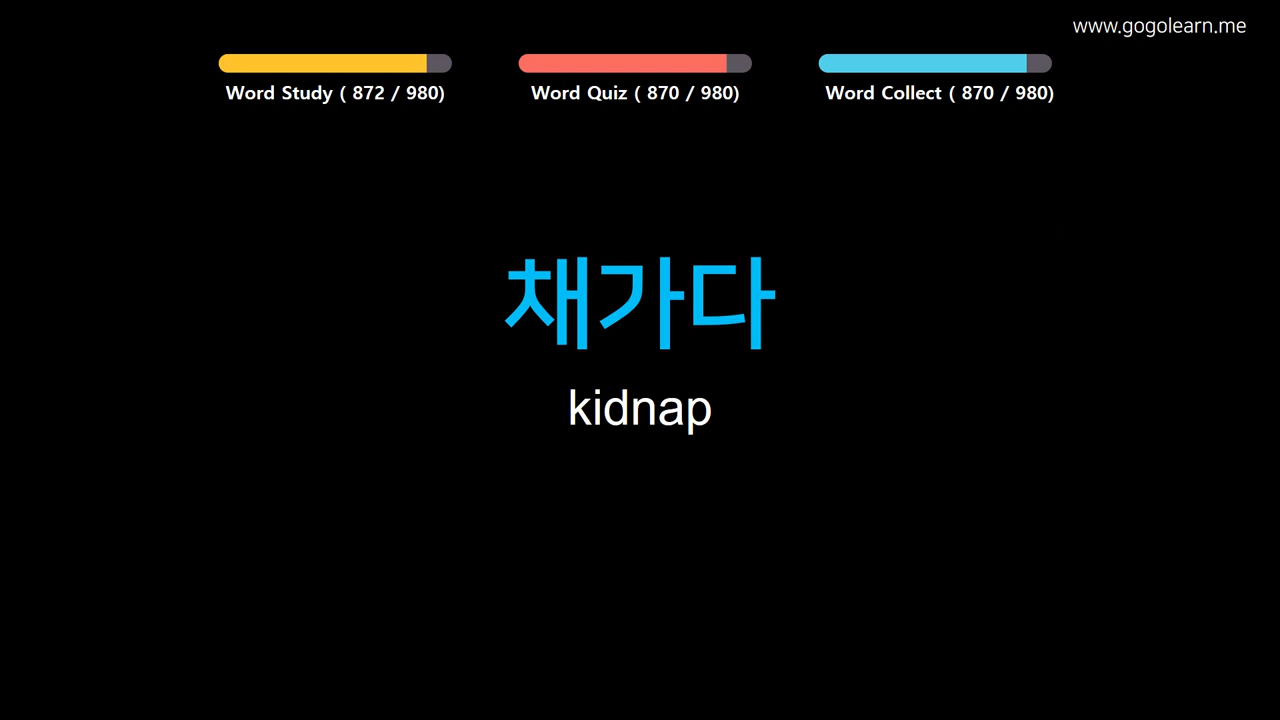 www.gogolearn.me
Word Study ( 872 / 980)
Word Quiz ( 870 / 980)
Word Collect ( 870 / 980)
채가다
kidnap